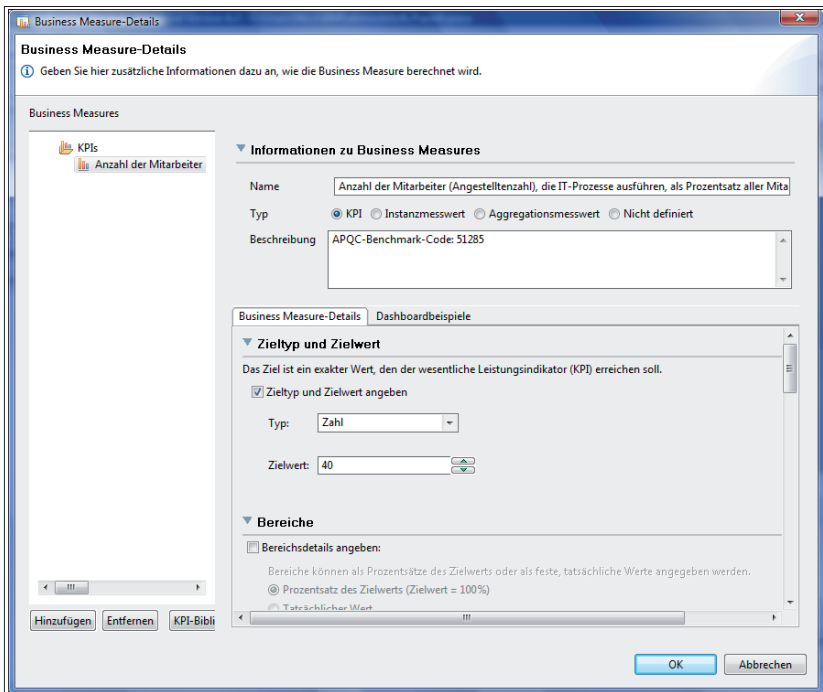 Business Measure-Details
Business Measure-Details
Geben Sie hier zusätzliche Informationen dazu an, wie die Business Measure berechnet wird.
Business Measures
KPIs
Anzahl der Mitarbeiter
Informationen zu Business Measures
Name Anzahl der Mitarbeiter (Angestelltenzahl), die IT-Prozesse ausführen, als Prozentsatz aller Mita
Typ KPI Instanzmesswert Aggregationsmesswert Nicht definiert
Beschreibung APQC-Benchmark-Code: 51285
Business Measure-Details Dashboardbeispiele
Zieltyp und Zielwert
Das Ziel ist ein exakter Wert, den der wesentliche Leistungsindikator (KPI) erreichen soll.
Zieltyp und Zielwert angeben
Typ: Zahl
Zielwert: 40
Bereiche
Bereichsdetails angeben:
Bereiche können als Prozentsätze des Zielwerts oder als feste, tatsächliche Werte angegeben werden.
Prozentsatz des Zielwerts (Zielwert = 100%)
Tatsächlicher Wert
Hinzufügen Entfernen KPI-Bibli
OK Abbrechen